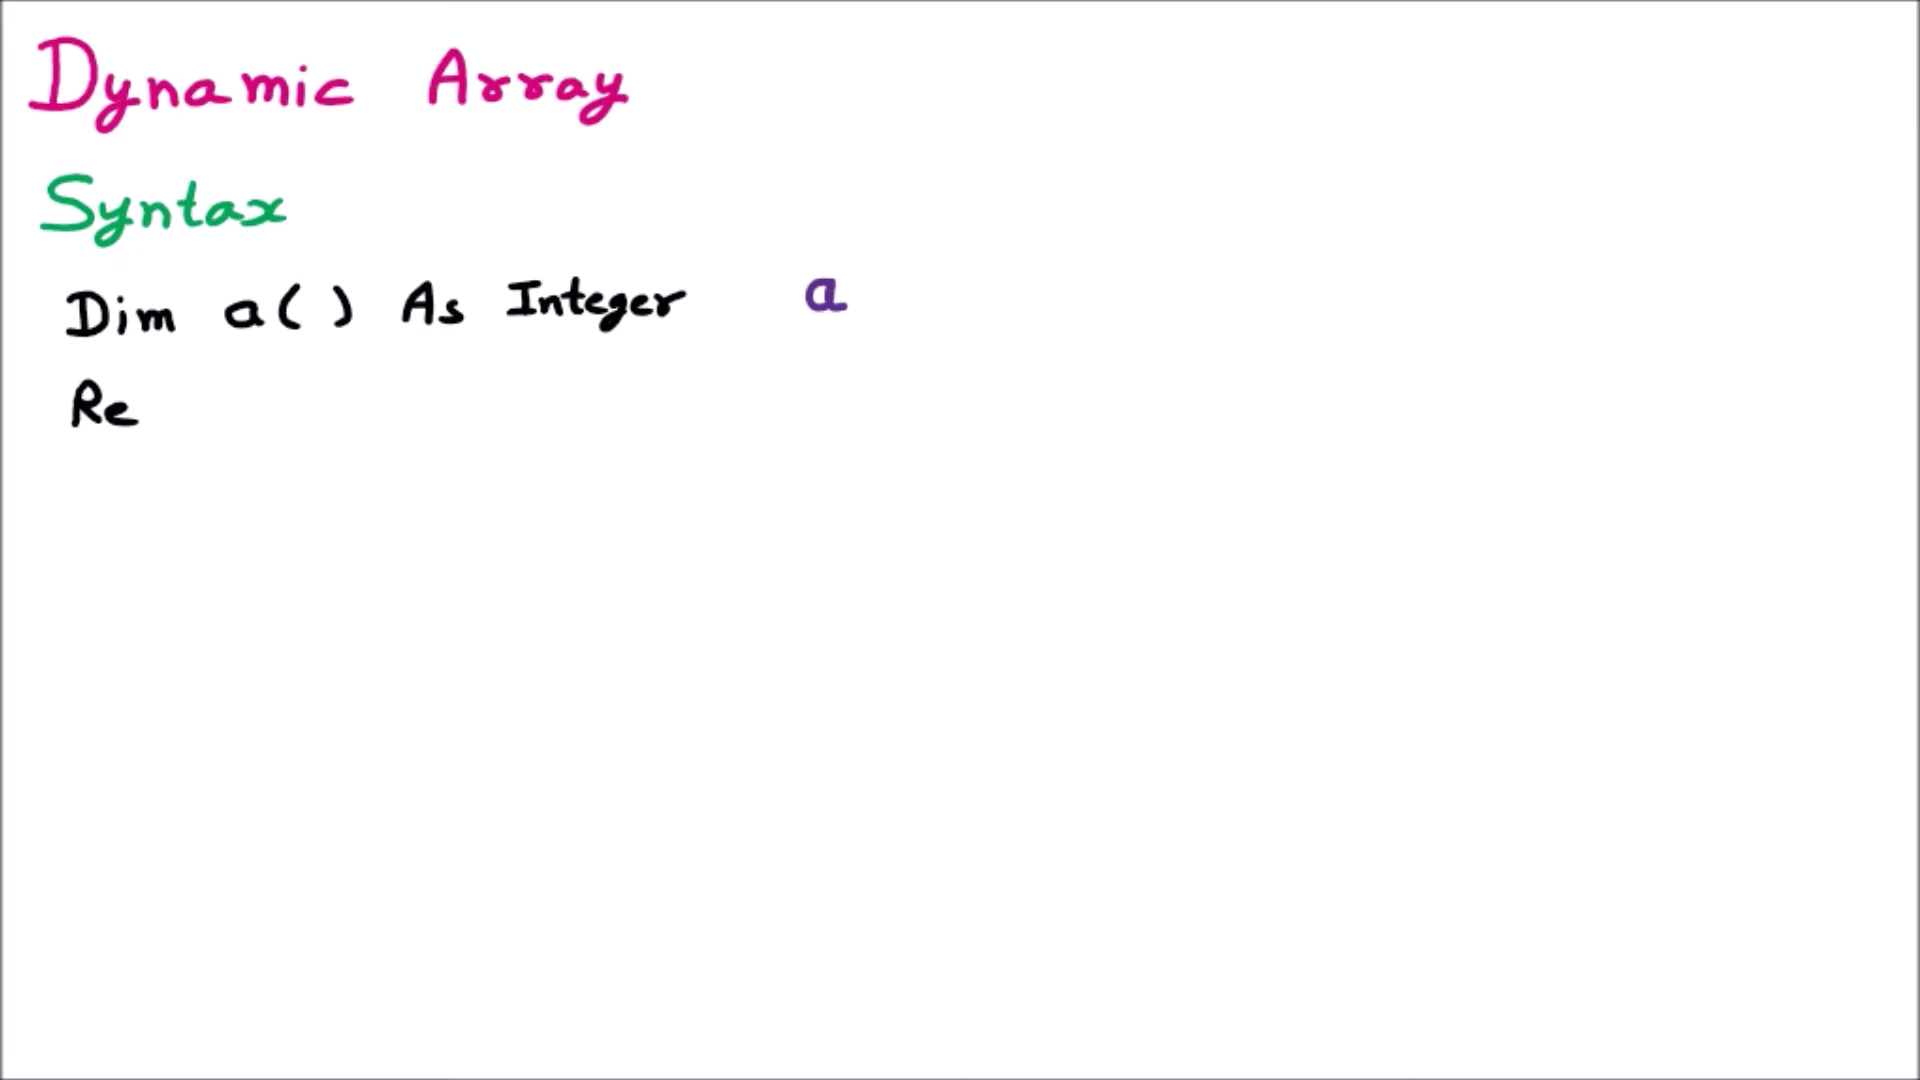 Dynamic Array
Syntax
Dim a( ) As Integer a
Re